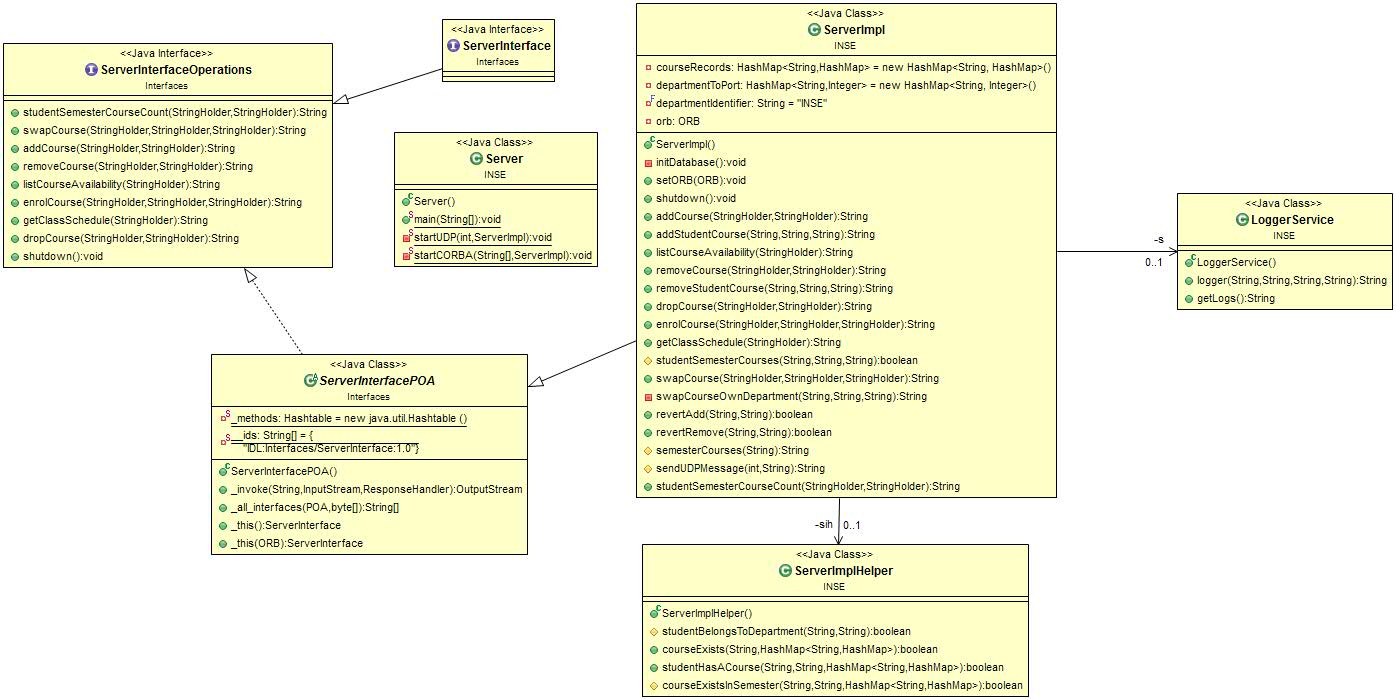 <<Java Interface>>
ServerInterfaceOperations
Interfaces
studentSemesterCourseCount(StringHolder,StringHolder):String
swapCourse(StringHolder,StringHolder,StringHolder):String
addCourse(StringHolder,StringHolder):String
removeCourse(StringHolder,StringHolder):String
listCourseAvailability(StringHolder):String
enrolCourse(StringHolder,StringHolder,StringHolder):String
getClassSchedule(StringHolder):String
dropCourse(StringHolder,StringHolder):String
shutdown():void
<<Java Interface>>
ServerInterface
Interfaces
<<Java Class>>
Server
INSE
Server()
main(String[]):void
startUDP(int,ServerImpl):void
startCORBA(String[],ServerImpl):void
<<Java Class>>
ServerInterfacePOA
Interfaces
_methods: Hashtable = new java.util.Hashtable ()
__ids: String[] = {
"IDL:Interfaces/ServerInterface:1.0"}
ServerInterfacePOA()
_invoke(String,InputStream,ResponseHandler):OutputStream
_all_interfaces(POA,byte[]):String[]
_this():ServerInterface
_this(ORB):ServerInterface
<<Java Class>>
ServerImpl
INSE
courseRecords: HashMap<String,HashMap> = new HashMap<String, HashMap>()
departmentToPort: HashMap<String,Integer> = new HashMap<String, Integer>()
departmentIdentifier: String = "INSE"
orb: ORB
ServerImpl()
initDatabase():void
setORB(ORB):void
shutdown():void
addCourse(StringHolder,StringHolder):String
addStudentCourse(String,String,String):String
listCourseAvailability(StringHolder):String
removeCourse(StringHolder,StringHolder):String
removeStudentCourse(String,String,String):String
dropCourse(StringHolder,StringHolder):String
enrolCourse(StringHolder,StringHolder,StringHolder):String
getClassSchedule(StringHolder):String
studentSemesterCourses(String,String,String):boolean
swapCourse(StringHolder,StringHolder,StringHolder):String
swapCourseOwnDepartment(String,String,String):String
revertAdd(String,String):boolean
revertRemove(String,String):boolean
semesterCourses(String):String
sendUDPMessage(int,String):String
studentSemesterCourseCount(StringHolder,StringHolder):String
-s
0..1
<<Java Class>>
LoggerService
INSE
LoggerService()
logger(String,String,String,String):String
getLogs():String
-sih 0..1
<<Java Class>>
ServerImplHelper
INSE
ServerImplHelper()
studentBelongsToDepartment(String,String):boolean
courseExists(String,HashMap<String,HashMap>):boolean
studentHasACourse(String,String,HashMap<String,HashMap>):boolean
courseExistsInSemester(String,String,HashMap<String,HashMap>):boolean